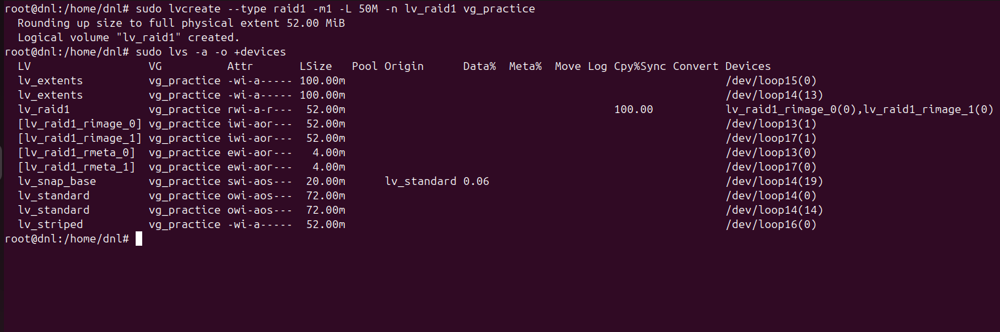 root@dnl:/home/dnl# sudo lvcreate --type raid1 -m1 -L 50M -n lv_raid1 vg_practice
  Rounding up size to full physical extent 52.00 MiB
  Logical volume "lv_raid1" created.
root@dnl:/home/dnl# sudo lvs -a -o +devices
  LV                  VG          Attr       LSize   Pool Origin      Data%  Meta%  Move Log Cpy%Sync Convert Devices
  lv_extents          vg_practice -wi-a----- 100.00m                                                          /dev/loop15(0)
  lv_extents          vg_practice -wi-a----- 100.00m                                                          /dev/loop14(13)
  lv_raid1            vg_practice rwi-a-r---  52.00m                                         100.00           lv_raid1_rimage_0(0),lv_raid1_rimage_1(0)
  [lv_raid1_rimage_0] vg_practice iwi-aor---  52.00m                                                          /dev/loop13(1)
  [lv_raid1_rimage_1] vg_practice iwi-aor---  52.00m                                                          /dev/loop17(1)
  [lv_raid1_rmeta_0]  vg_practice ewi-aor---   4.00m                                                          /dev/loop13(0)
  [lv_raid1_rmeta_1]  vg_practice ewi-aor---   4.00m                                                          /dev/loop17(0)
  lv_snap_base        vg_practice swi-aos---  20.00m      lv_standard 0.06                                    /dev/loop14(19)
  lv_standard         vg_practice owi-aos---  72.00m                                                          /dev/loop14(0)
  lv_standard         vg_practice owi-aos---  72.00m                                                          /dev/loop14(14)
  lv_striped          vg_practice -wi-a-----  52.00m                                                          /dev/loop16(0)
root@dnl:/home/dnl#